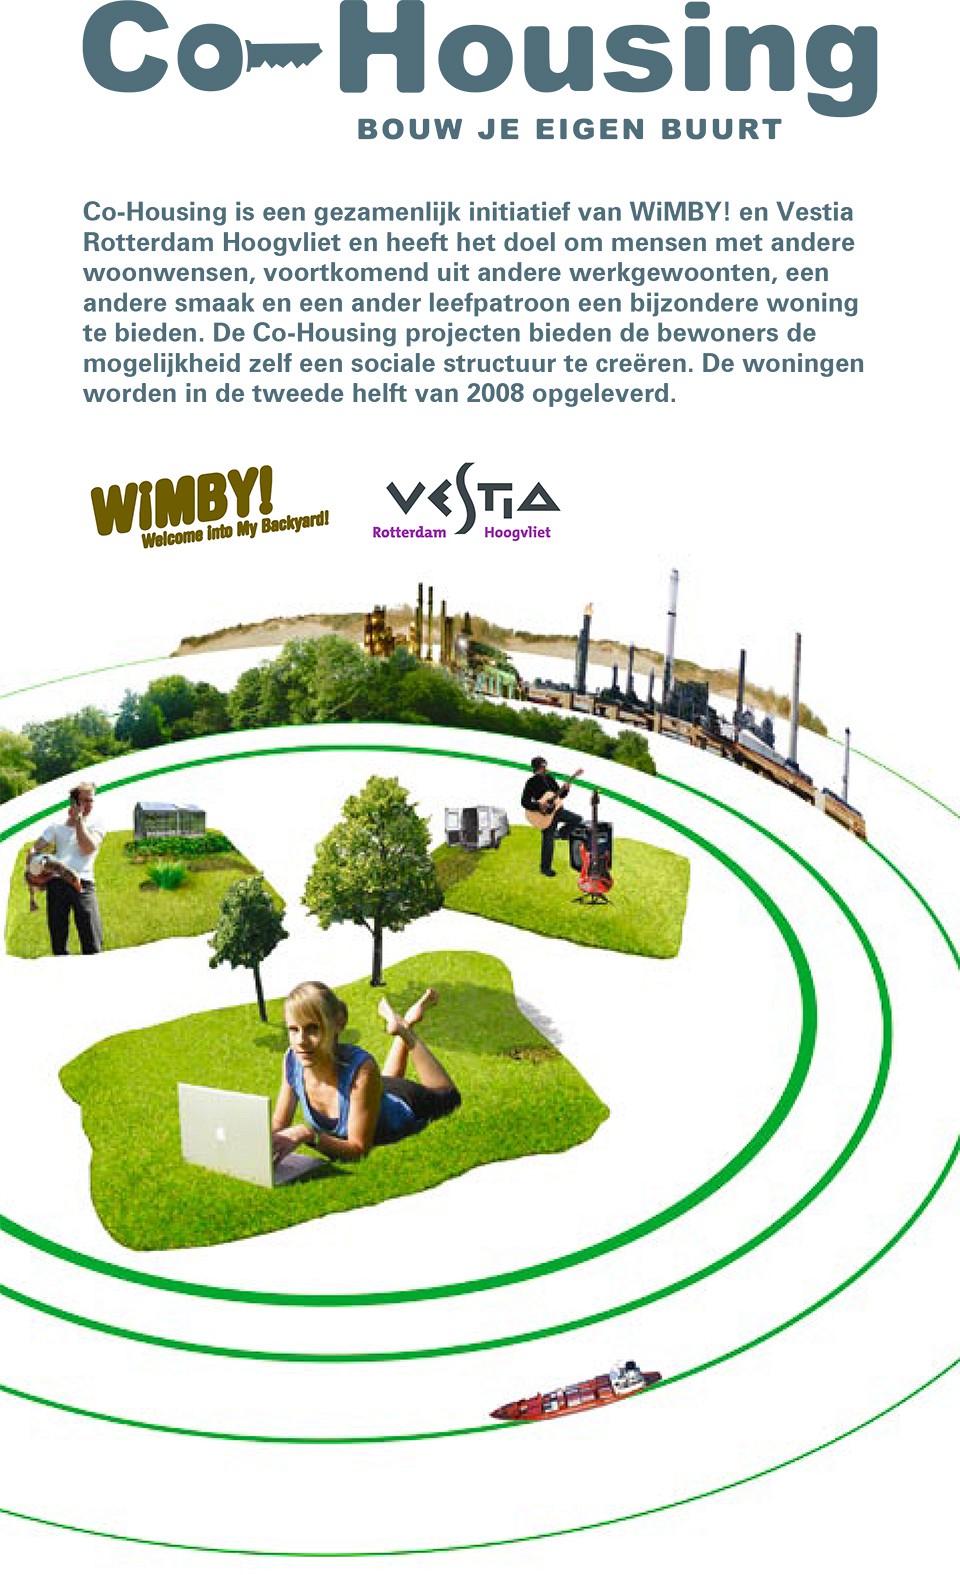 Co-Housing
BOUW JE EIGEN BUURT
Co-Housing is een gezamenlijk initiatief van WiMBY! en Vestia
Rotterdam Hoogvliet en heeft het doel om mensen met andere
woonwensen, voortkomend uit andere werkgewoonten, een
andere smaak en een ander leefpatroon een bijzondere woning
te bieden. De Co-Housing projecten bieden de bewoners de
mogelijkheid zelf een sociale structuur te creëren. De woningen
worden in de tweede helft van 2008 opgeleverd.
WiMBY!
Welcome into My Backyard!
VESTIA
Rotterdam Hoogvliet